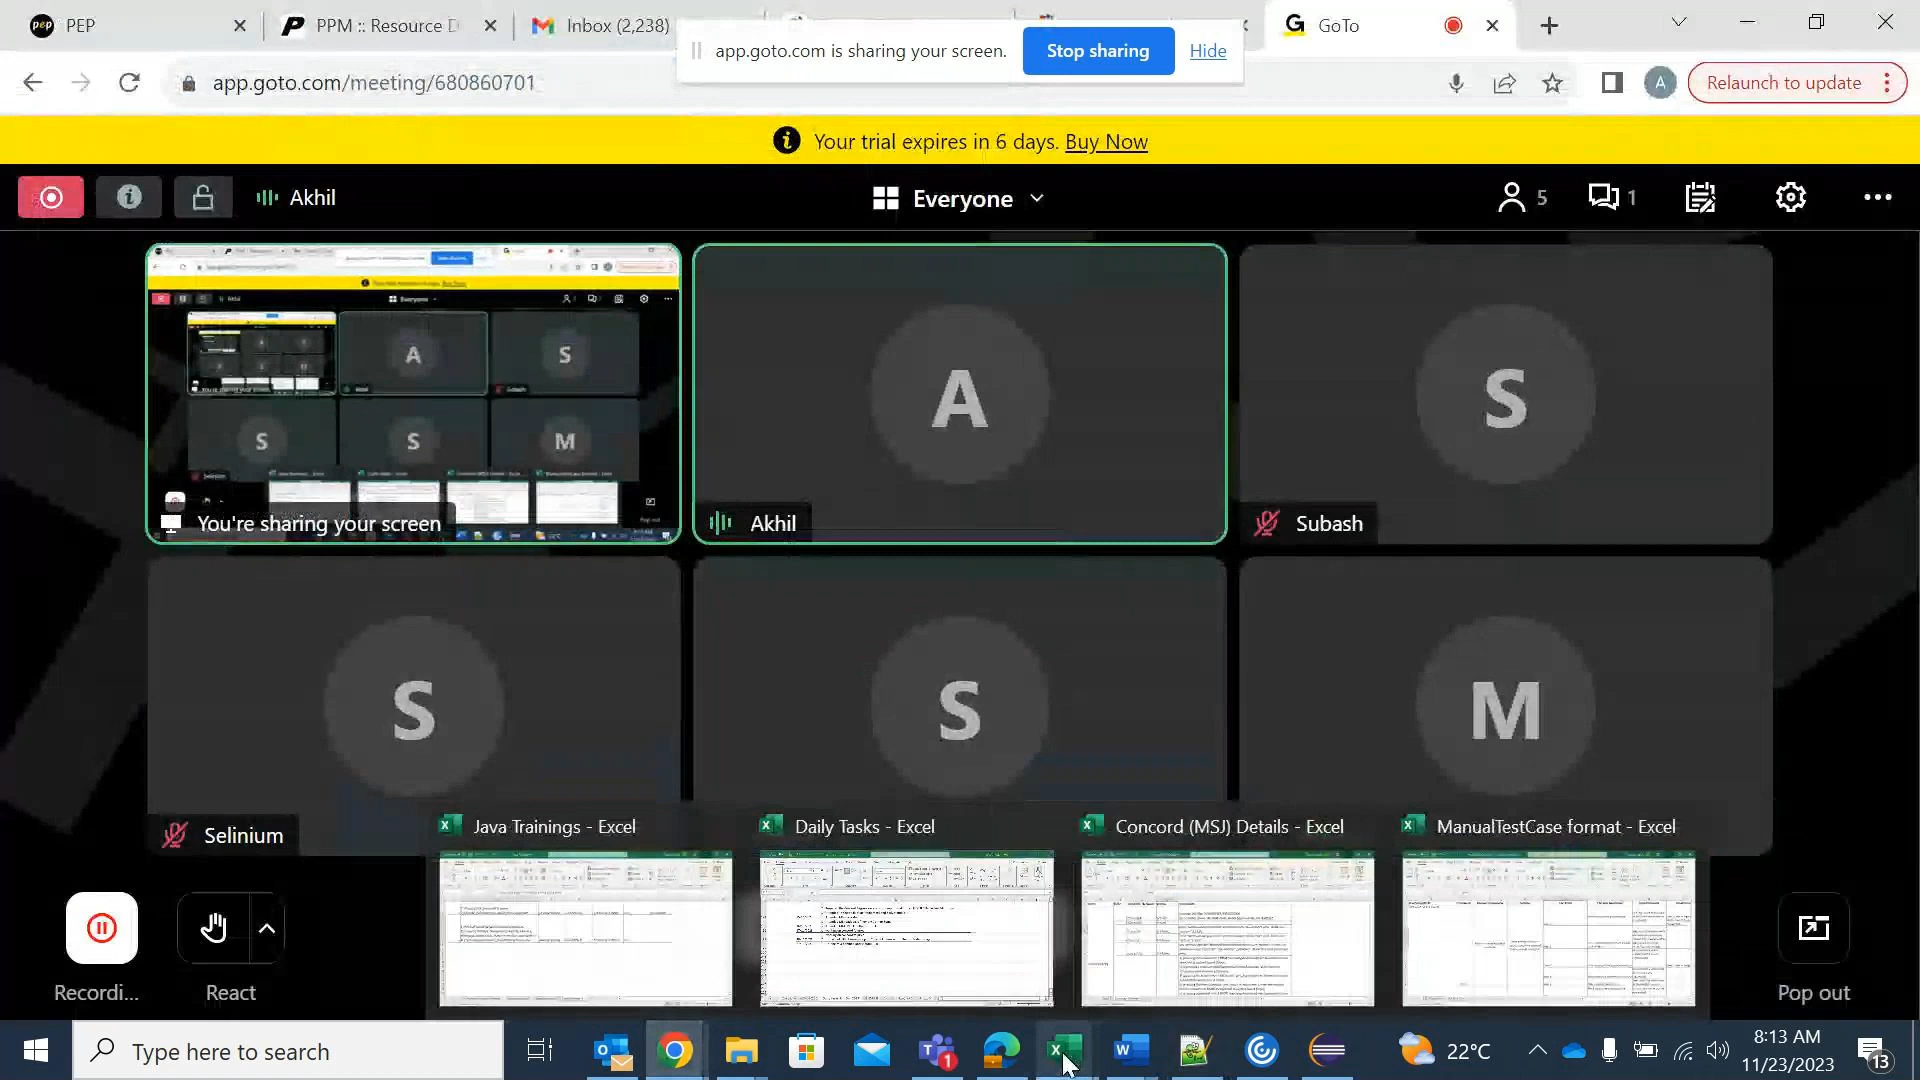 pep PEP
PPM :: Resource D
Inbox (2,238)
GoTo
app.goto.com is sharing your screen.
Stop sharing
Hide
app.goto.com/meeting/680860701
A
Relaunch to update
Your trial expires in 6 days. Buy Now
Akhil
Everyone
5
1
A
S
S
S
M
You're sharing your screen
A
Akhil
S
Subash
S
Selinium
S
M
Java Trainings - Excel
Daily Tasks - Excel
Concord (MSJ) Details - Excel
ManualTestCase format - Excel
Recordi...
React
Pop out
Type here to search
1
22°C
8:13 AM
11/23/2023
13